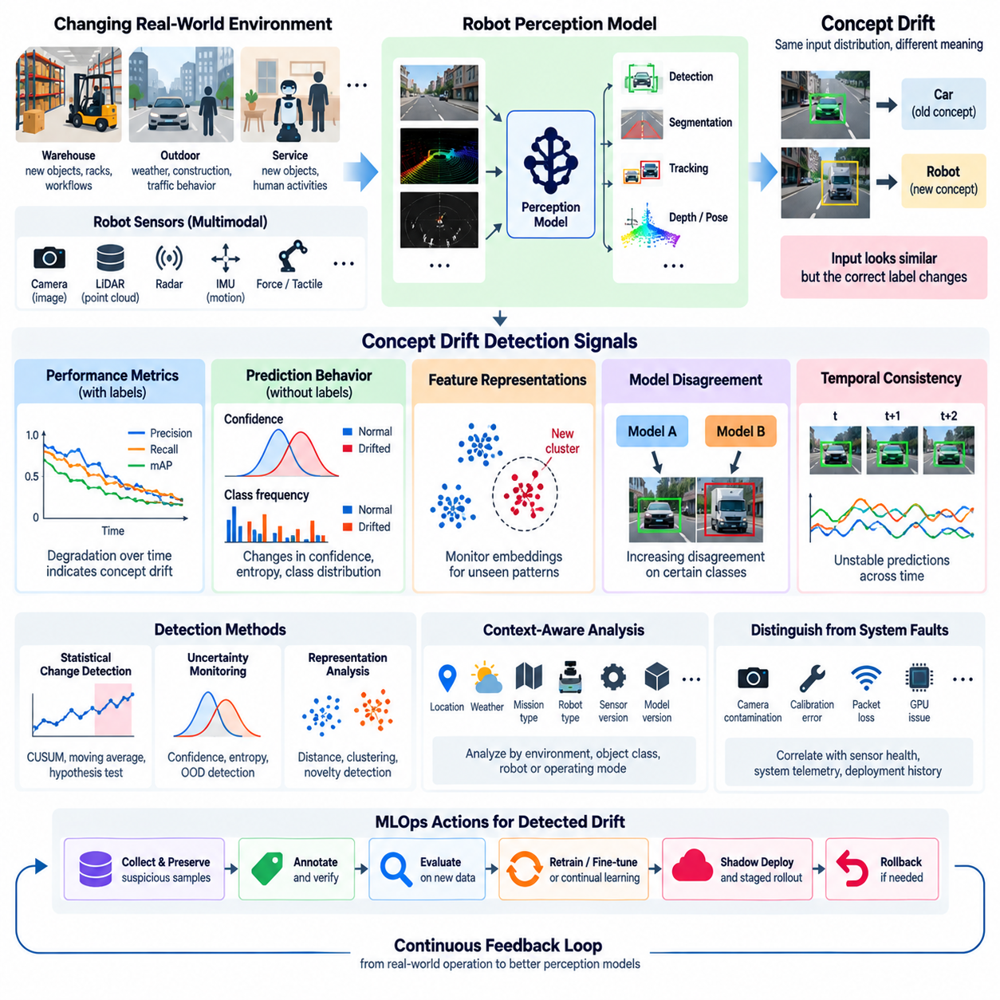 Changing Real-World Environment
Warehouse
new objects, racks,
workflows
Outdoor
weather, construction,
traffic behavior
Service
new objects,
human activities
Robot Sensors (Multimodal)
Camera
(image)
LiDAR
(point cloud)
Radar
IMU
(motion)
Force / Tactile
Robot Perception Model
Perception
Model
Detection
Segmentation
Tracking
Depth / Pose
Concept Drift
Same input distribution, different meaning
Car
(old concept)
Robot
(new concept)
Input looks similar
but the correct label changes
Concept Drift Detection Signals
Performance Metrics
(with labels)
1.0
0.5
0
Precision
Recall
mAP
Time
Degradation over time
indicates concept drift
Prediction Behavior
(without labels)
Confidence
Normal
Drifted
Class frequency
Normal
Drifted
Changes in confidence,
entropy, class distribution
Feature Representations
New
cluster
Monitor embeddings
for unseen patterns
Model Disagreement
Model A
Model B
Increasing disagreement
on certain classes
Temporal Consistency
t
t+1
t+2
Unstable predictions
across time
Detection Methods
Statistical
Change Detection
CUSUM, moving average,
hypothesis test
Uncertainty
Monitoring
Confidence, entropy,
OOD detection
Representation
Analysis
Distance, clustering,
novelty detection
Context-Aware Analysis
Location
Weather
Mission
type
Robot
type
Sensor
version
Model
version
Analyze by environment, object class,
robot or operating mode
Distinguish from System Faults
Camera
contamination
Calibration
error
Packet
loss
GPU
issue
Correlate with sensor health,
system telemetry, deployment history
MLOps Actions for Detected Drift
Collect & Preserve
suspicious samples
Annotate
and verify
Evaluate
on new data
Retrain / Fine-tune
or continual learning
Shadow Deploy
and staged rollout
Rollback
if needed
Continuous Feedback Loop
from real-world operation to better perception models